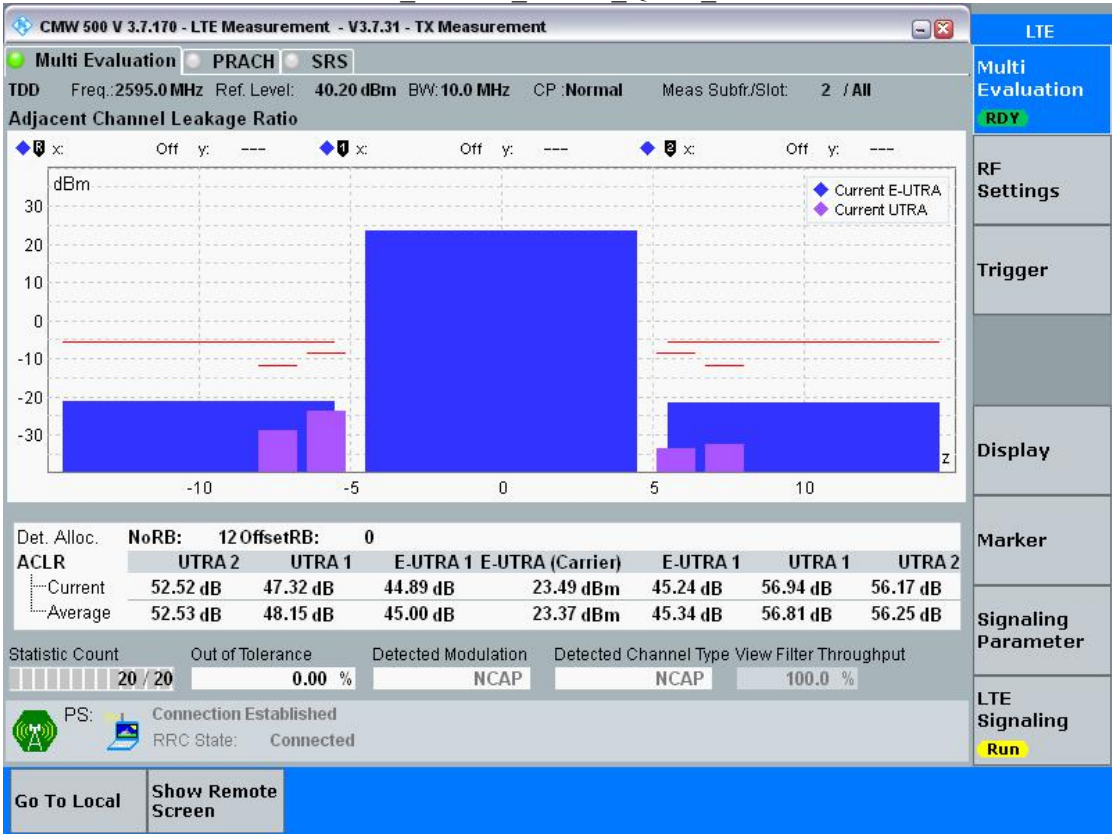 CMW 500 V 3.7.170 - LTE Measurement - V3.7.31 - TX Measurement
LTE
Multi Evaluation PRACH SRS
TDD Freq.:2595.0 MHz Ref. Level: 40.20 dBm BW:10.0 MHz CP :Normal Meas Subfr./Slot: 2 / All
Adjacent Channel Leakage Ratio
R x: Off y: --- 1 x: Off y: --- 2 x: Off y: ---
dBm
Current E-UTRA
Current UTRA
30
20
10
0
-10
-20
-30
z
-10 -5 0 5 10
Det. Alloc. NoRB: 12 OffsetRB: 0
ACLR UTRA 2 UTRA 1 E-UTRA 1 E-UTRA (Carrier) E-UTRA 1 UTRA 1 UTRA 2
Current 52.52 dB 47.32 dB 44.89 dB 23.49 dBm 45.24 dB 56.94 dB 56.17 dB
Average 52.53 dB 48.15 dB 45.00 dB 23.37 dBm 45.34 dB 56.81 dB 56.25 dB
Statistic Count Out of Tolerance Detected Modulation Detected Channel Type View Filter Throughput
20 / 20 0.00 % NCAP NCAP 100.0 %
PS: Connection Established
RRC State: Connected
Multi
Evaluation
RDY
RF
Settings
Trigger
Display
Marker
Signaling
Parameter
LTE
Signaling
Run
Go To Local
Show Remote
Screen